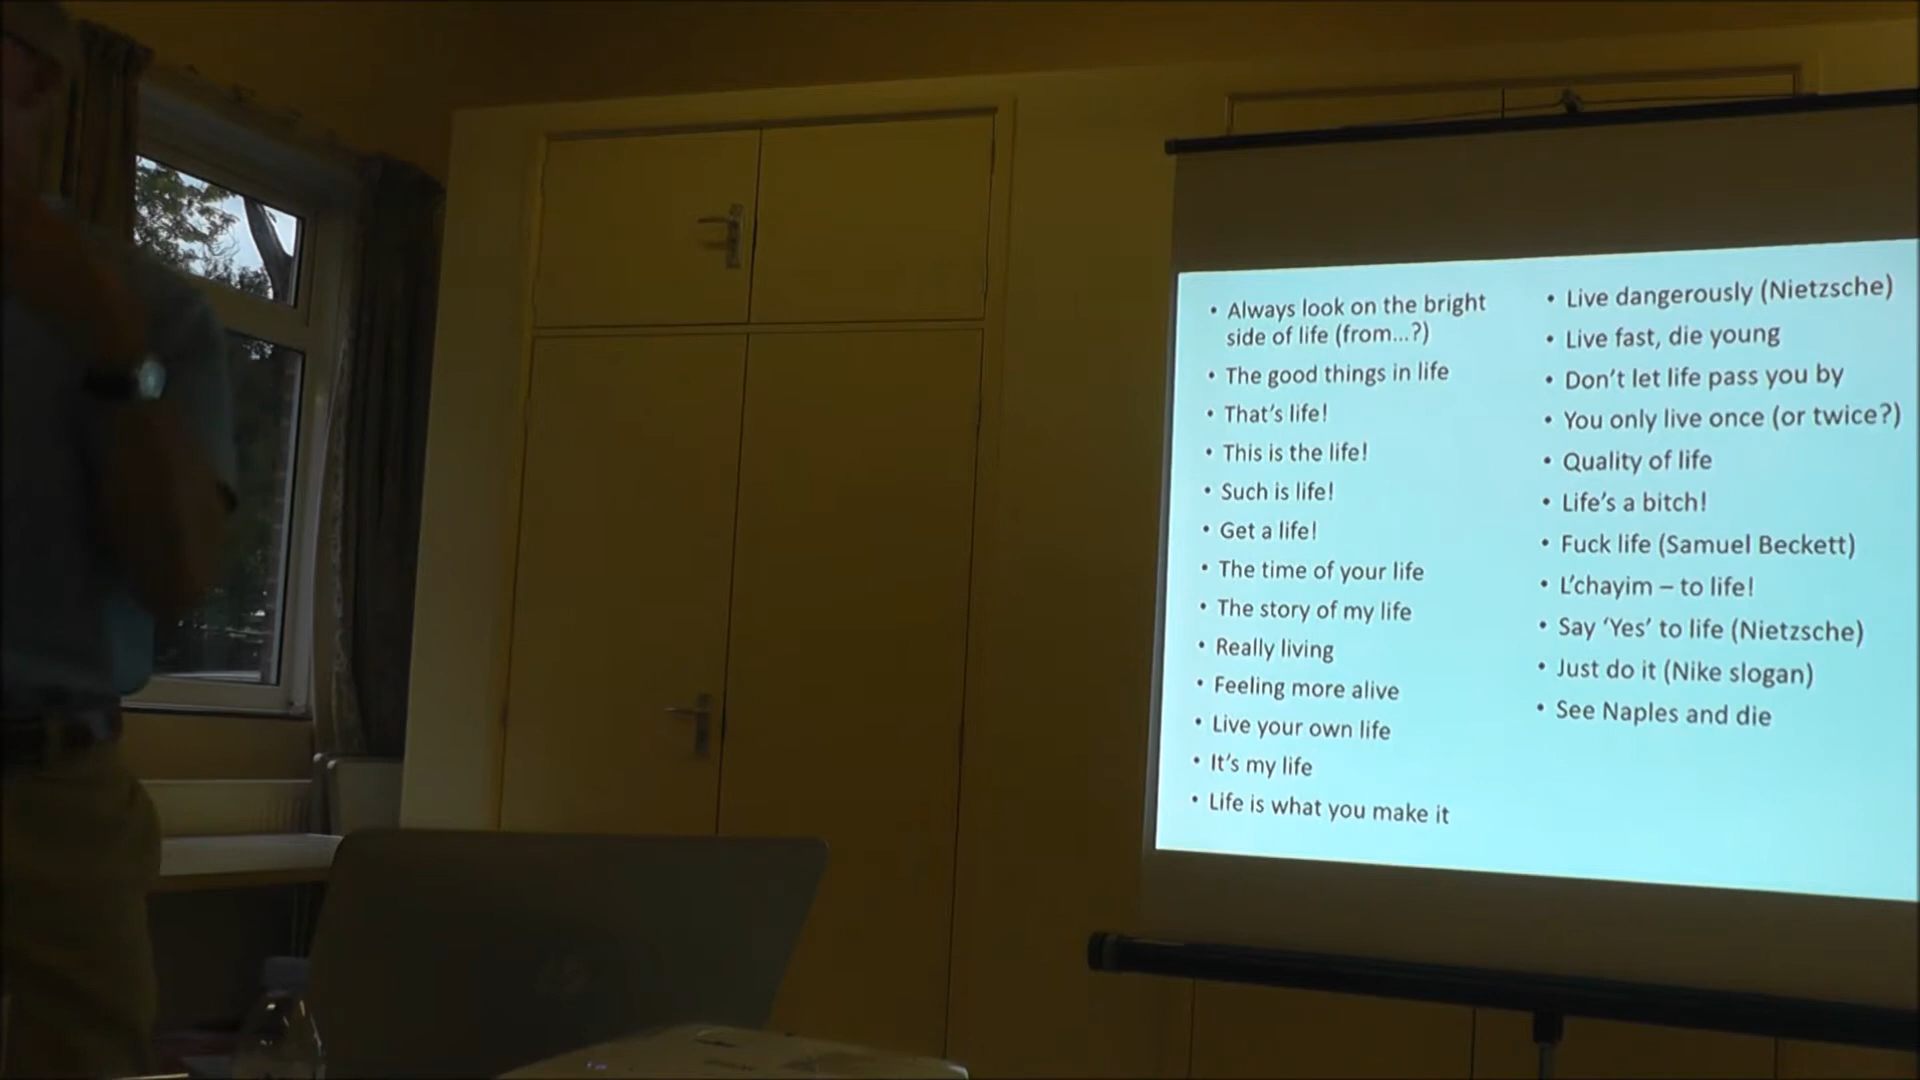 • Always look on the bright
side of life (from...?)
• The good things in life
• That's life!
• This is the life!
• Such is life!
• Get a life!
• The time of your life
• The story of my life
• Really living
• Feeling more alive
• Live your own life
• It's my life
• Life is what you make it
• Live dangerously (Nietzsche)
• Live fast, die young
• Don't let life pass you by
• You only live once (or twice?)
• Quality of life
• Life's a bitch!
• Fuck life (Samuel Beckett)
• L'chayim – to life!
• Say ‘Yes’ to life (Nietzsche)
• Just do it (Nike slogan)
• See Naples and die